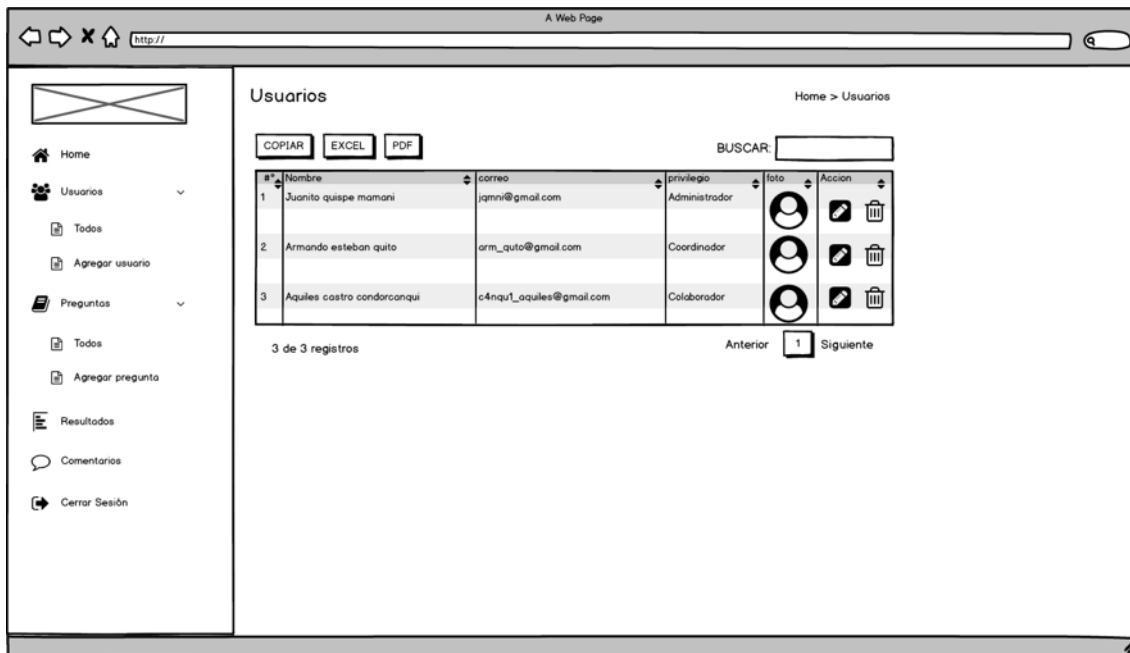 A Web Page
http://
Home
Usuarios
Todos
Agregar usuario
Preguntas
Todos
Agregar pregunta
Resultados
Comentarios
Cerrar Sesión
Usuarios
Home > Usuarios
COPIAR EXCEL PDF
BUSCAR:
#° Nombre correo privilegio foto Accion
1 Juanito quispe mamani jqmni@gmail.com Administrador
2 Armando esteban quito arm_quto@gmail.com Coordinador
3 Aquiles castro condorcanqui c4nqu1_aquiles@gmail.com Colaborador
3 de 3 registros
Anterior 1 Siguiente